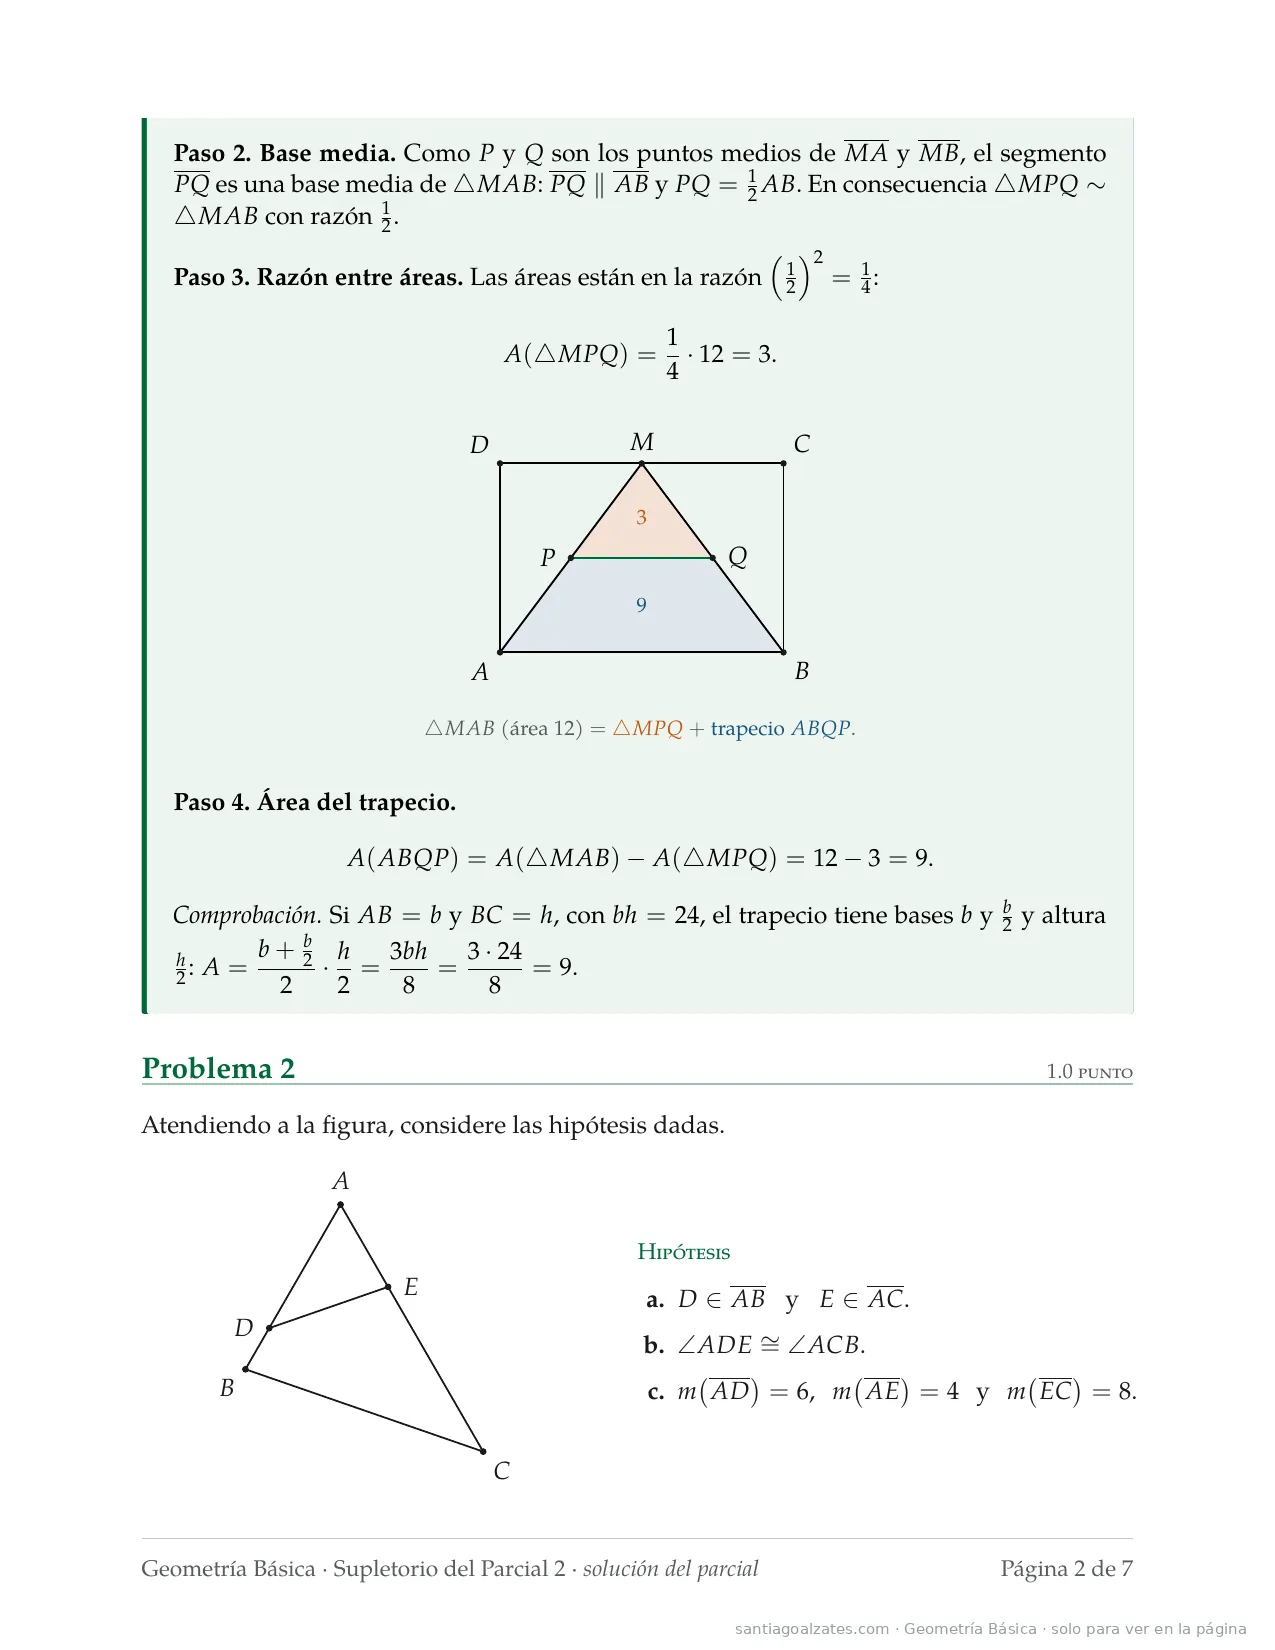 Paso 2. Base media. Como P y Q son los puntos medios de MA y MB, el segmento
PQ es una base media de △MAB: PQ ∥ AB y PQ = 1/2 AB. En consecuencia △MPQ ∼
△MAB con razón 1/2.
Paso 3. Razón entre áreas. Las áreas están en la razón (1/2)² = 1/4:
A(△MPQ) = 1/4 · 12 = 3.
D M C
3
P Q
9
A B
△MAB (área 12) = △MPQ + trapecio ABQP.
Paso 4. Área del trapecio.
A(ABQP) = A(△MAB) − A(△MPQ) = 12 − 3 = 9.
Comprobación. Si AB = b y BC = h, con bh = 24, el trapecio tiene bases b y b/2 y altura
h/2: A = (b + b/2)/2 · h/2 = 3bh/8 = (3 · 24)/8 = 9.
Problema 2 1.0 PUNTO
Atendiendo a la figura, considere las hipótesis dadas.
A
E
D
B
C
Hipótesis
a. D ∈ AB y E ∈ AC.
b. ∠ADE ≅ ∠ACB.
c. m(AD) = 6, m(AE) = 4 y m(EC) = 8.
Geometría Básica · Supletorio del Parcial 2 · solución del parcial Página 2 de 7
santiagoalzates.com · Geometría Básica · solo para ver en la página